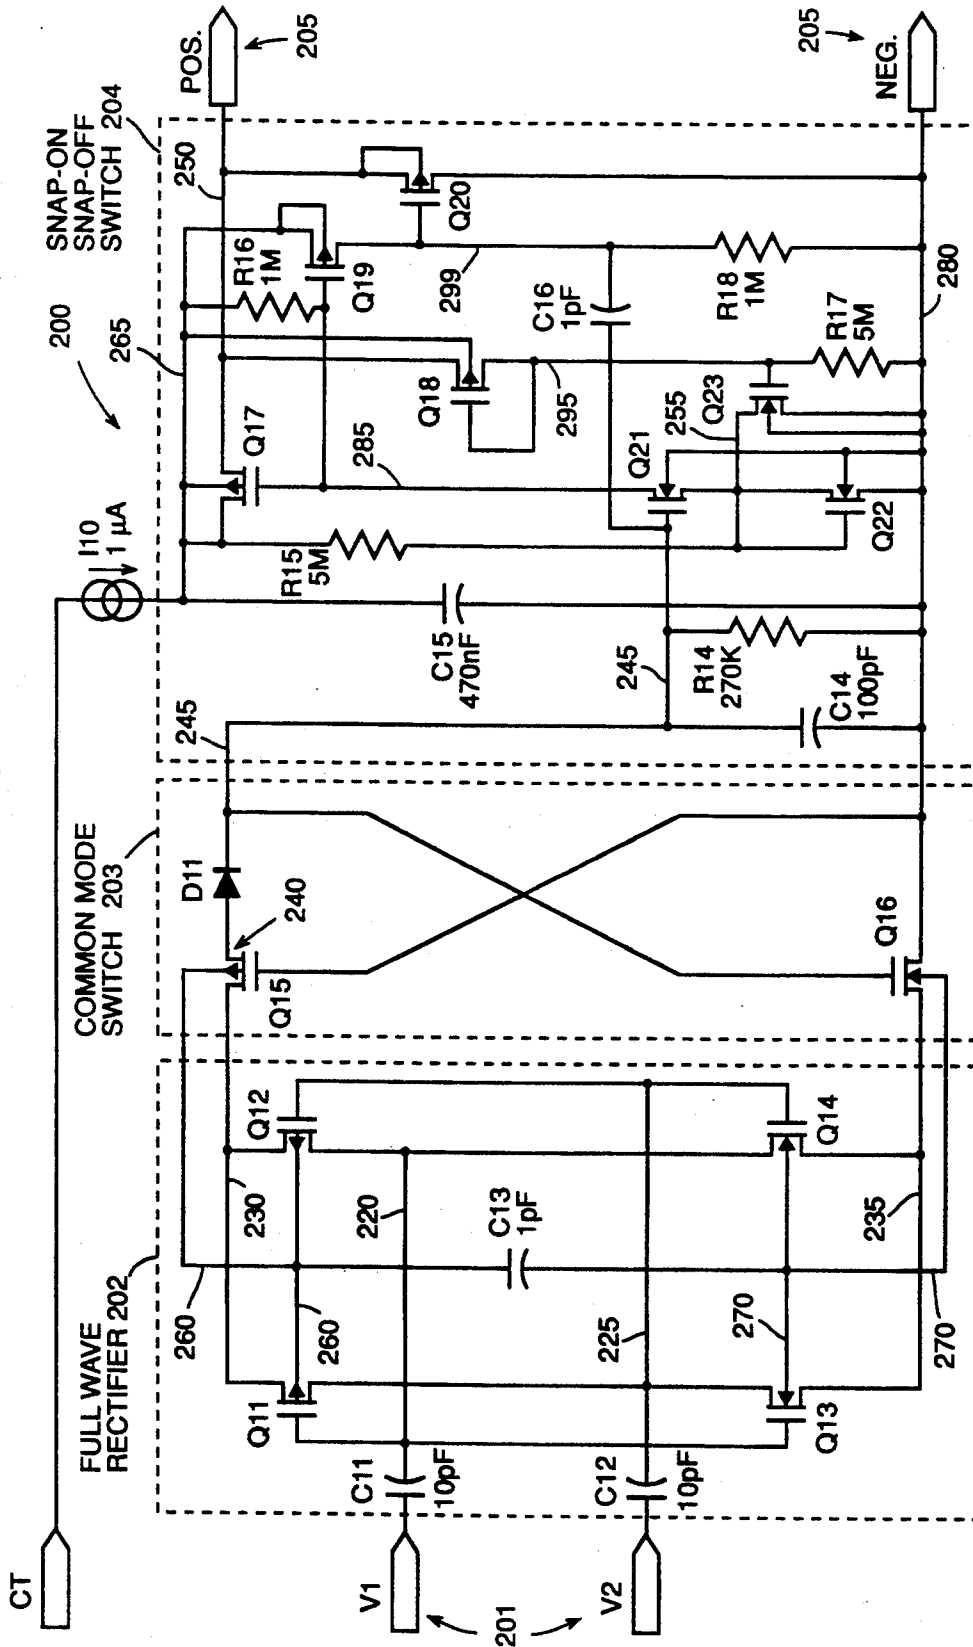 CT
V1
V2
201
FULL WAVE
RECTIFIER 202
C11
10pF
C12
10pF
Q11
Q12
Q13
Q14
C13
1pF
220
225
230
235
260
260
270
270
COMMON MODE
SWITCH 203
Q15
240
D11
Q16
245
245
SNAP-ON
SNAP-OFF
SWITCH 204
200
I10
1 µA
265
250
C14
100pF
R14
270K
C15
470nF
R15
5M
Q17
285
Q21
Q22
255
Q23
Q18
295
R16
1M
Q19
299
C16
1pF
R17
5M
R18
1M
Q20
280
POS.
205
NEG.
205